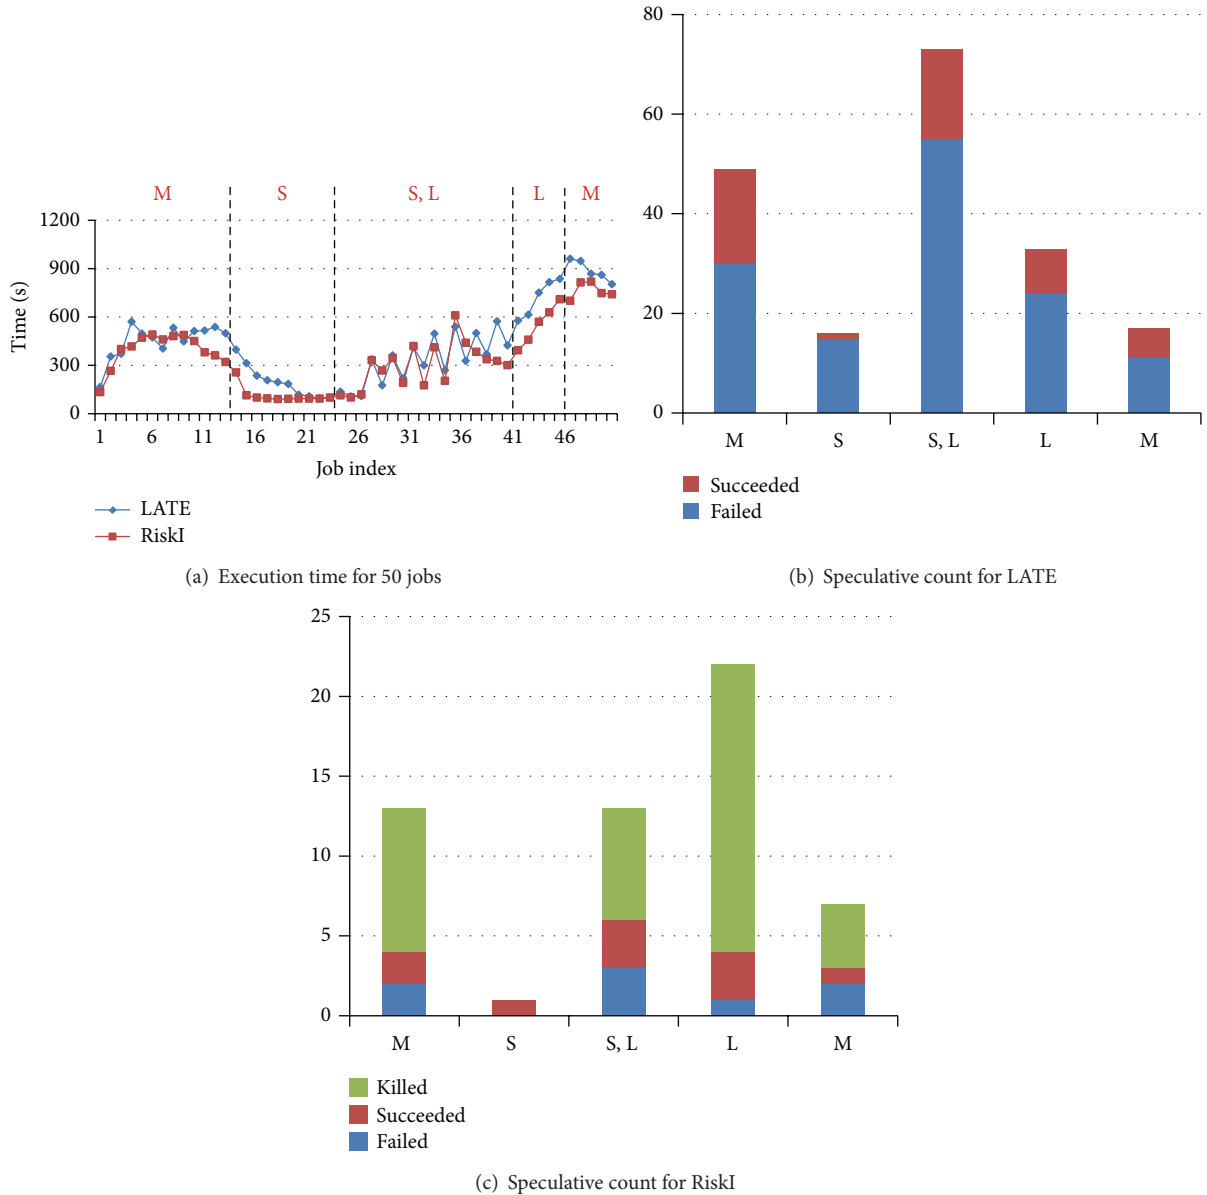 M S S, L L M
1200
900
600
300
0
Time (s)
1 6 11 16 21 26 31 36 41 46
Job index
LATE
RiskI
(a) Execution time for 50 jobs
80
60
40
20
0
M S S, L L M
Succeeded
Failed
(b) Speculative count for LATE
25
20
15
10
5
0
M S S, L L M
Killed
Succeeded
Failed
(c) Speculative count for RiskI